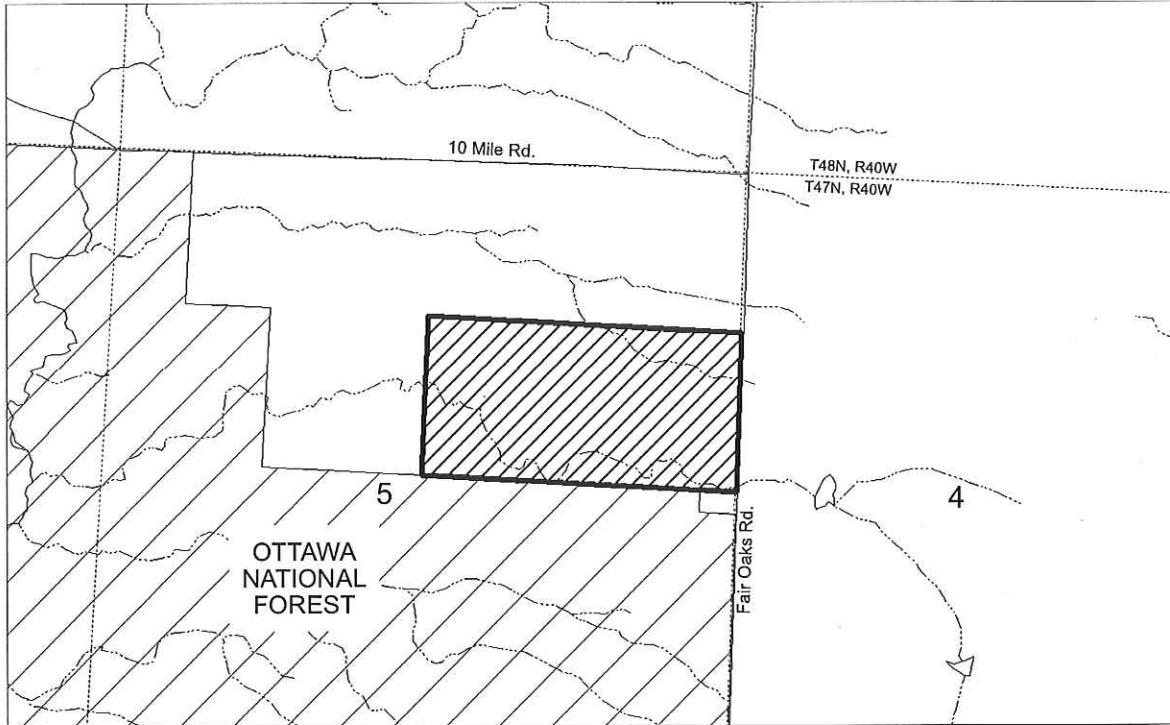 10 Mile Rd.
T48N, R40W
T47N, R40W
5
4
OTTAWA
NATIONAL
FOREST
Fair Oaks Rd.